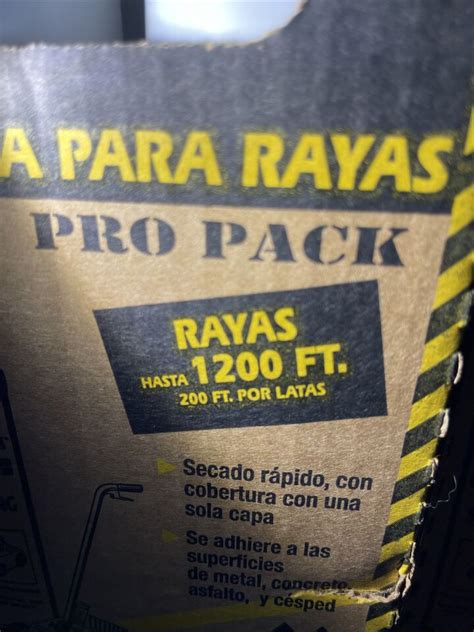 A PARA RAYAS
PRO PACK
RAYAS
HASTA 1200 FT.
200 FT. POR LATAS
Secado rápido, con
cobertura con una
sola capa
Se adhiere a las
superficies
de metal, concreto,
asfalto, y césped